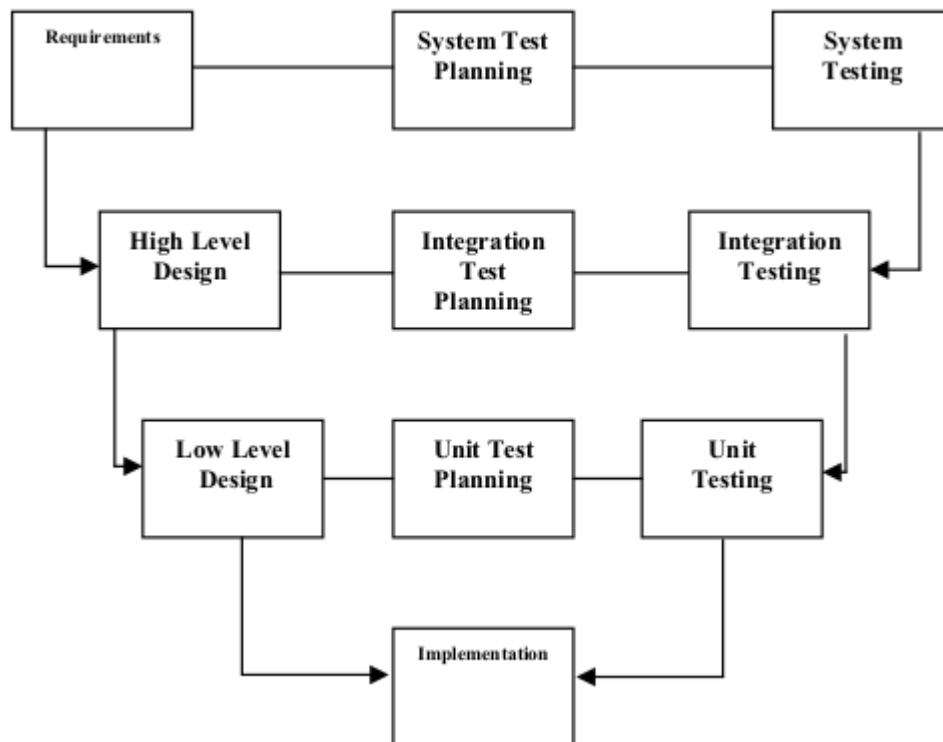 Requirements
System Test
Planning
System
Testing
High Level
Design
Integration
Test
Planning
Integration
Testing
Low Level
Design
Unit Test
Planning
Unit
Testing
Implementation